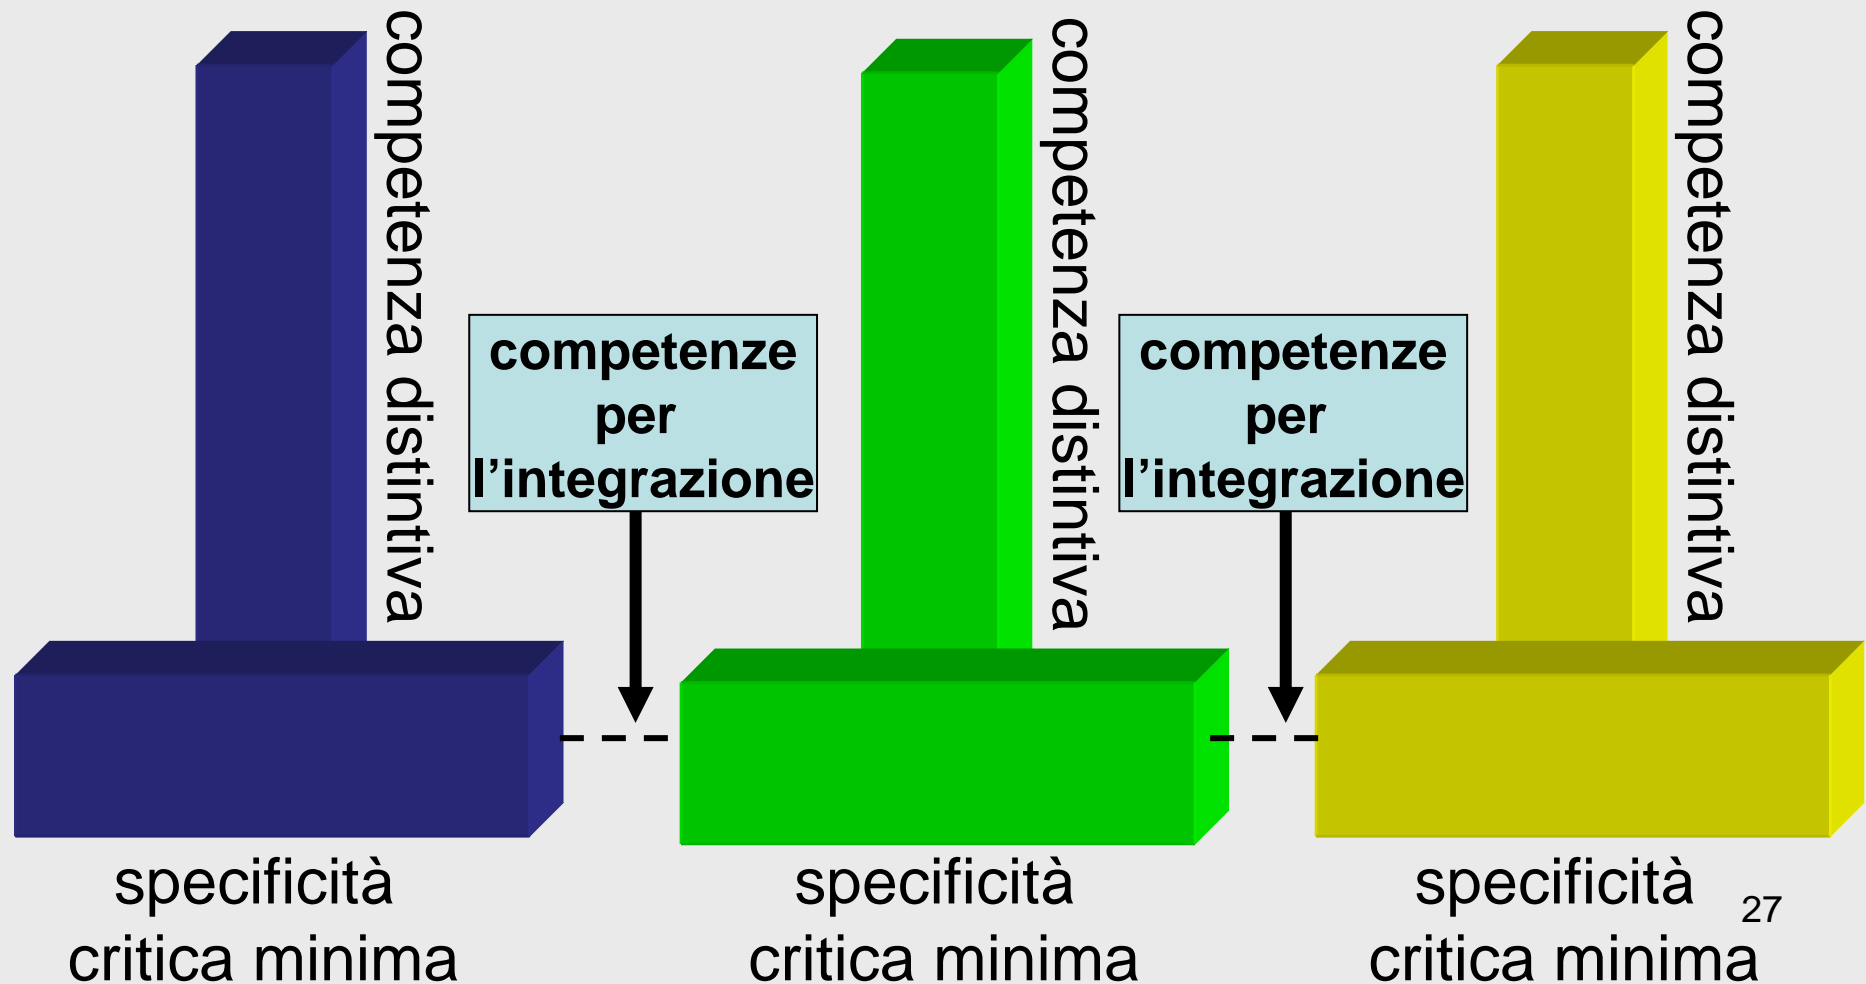 competenza distintiva
competenza distintiva
competenza distintiva
competenze
per
l’integrazione
competenze
per
l’integrazione
specificità
critica minima
specificità
critica minima
specificità
critica minima
27